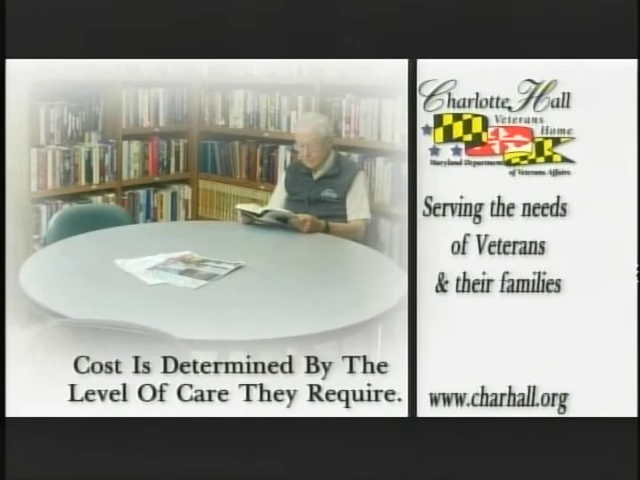 Charlotte Hall
Veterans
Home
Maryland Department
of Veterans Affairs
Serving the needs
of Veterans
& their families
www.charhall.org
Cost Is Determined By The
Level Of Care They Require.